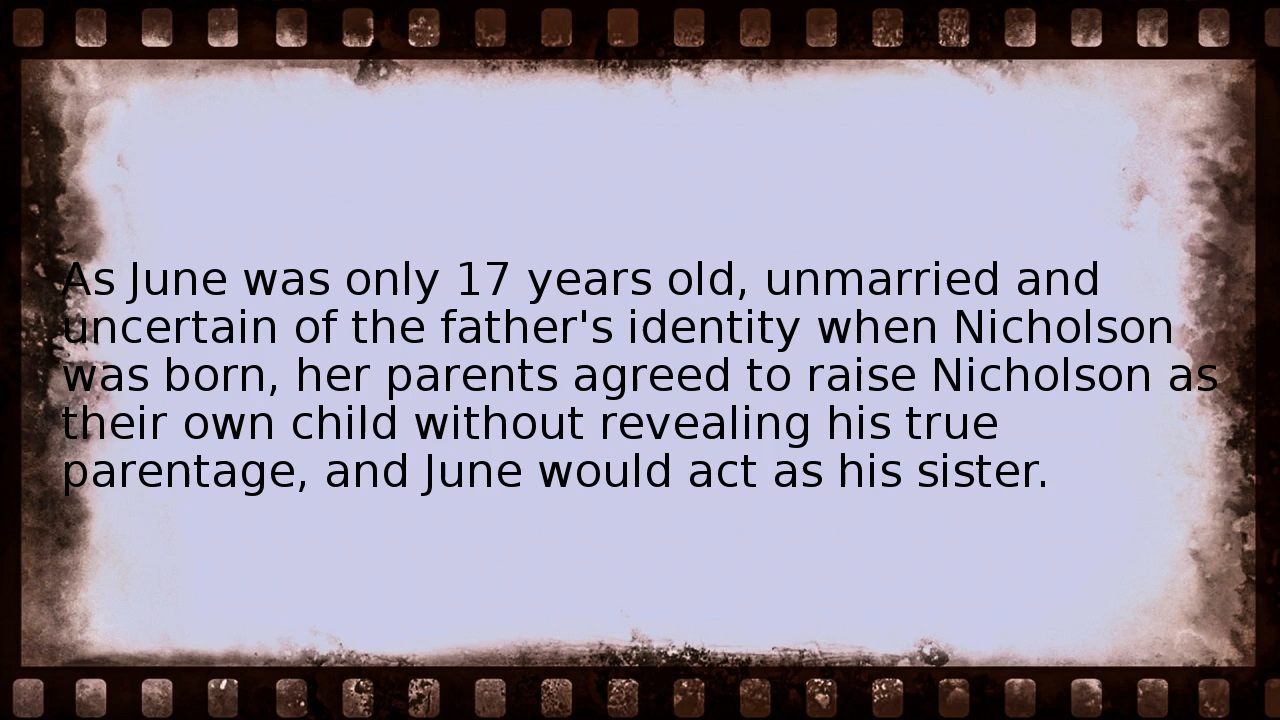 As June was only 17 years old, unmarried and
uncertain of the father's identity when Nicholson
was born, her parents agreed to raise Nicholson as
their own child without revealing his true
parentage, and June would act as his sister.